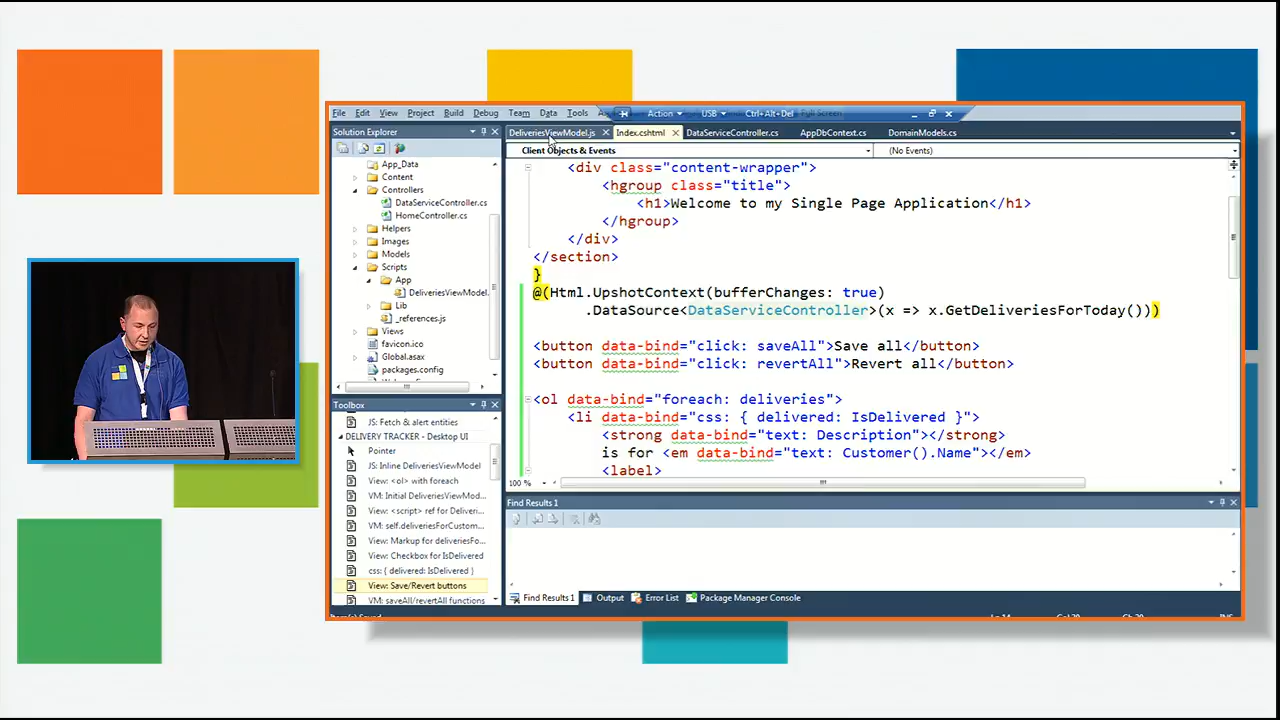 File Edit View Project Build Debug Team Data Tools Action USB Ctrl+Alt+Del Full Screen
Solution Explorer
App_Data
Content
Controllers
DataServiceController.cs
HomeController.cs
Helpers
Images
Models
Scripts
App
DeliveriesViewModel.
Lib
_references.js
Views
favicon.ico
Global.asax
packages.config
Toolbox
JS: Fetch & alert entities
DELIVERY TRACKER - Desktop UI
Pointer
JS: Inline DeliveriesViewModel
View: <ol> with foreach
VM: Initial DeliveriesViewMod...
View: <script> ref for Deliver...
VM: self.deliveriesForCustom...
View: Markup for deliveriesFo...
View: Checkbox for IsDelivered
css: { delivered: IsDelivered }
View: Save/Revert buttons
VM: saveAll/revertAll functions
DeliveriesViewModel.js Index.cshtml DataServiceController.cs AppDbContext.cs DomainModels.cs
Client Objects & Events (No Events)
<div class="content-wrapper">
<hgroup class="title">
<h1>Welcome to my Single Page Application</h1>
</hgroup>
</div>
</section>
}
@(Html.UpshotContext(bufferChanges: true)
.DataSource<DataServiceController>(x => x.GetDeliveriesForToday()))
<button data-bind="click: saveAll">Save all</button>
<button data-bind="click: revertAll">Revert all</button>
<ol data-bind="foreach: deliveries">
<li data-bind="css: { delivered: IsDelivered }">
<strong data-bind="text: Description"></strong>
is for <em data-bind="text: Customer().Name"></em>
<label>
100 %
Find Results 1
Find Results 1 Output Error List Package Manager Console